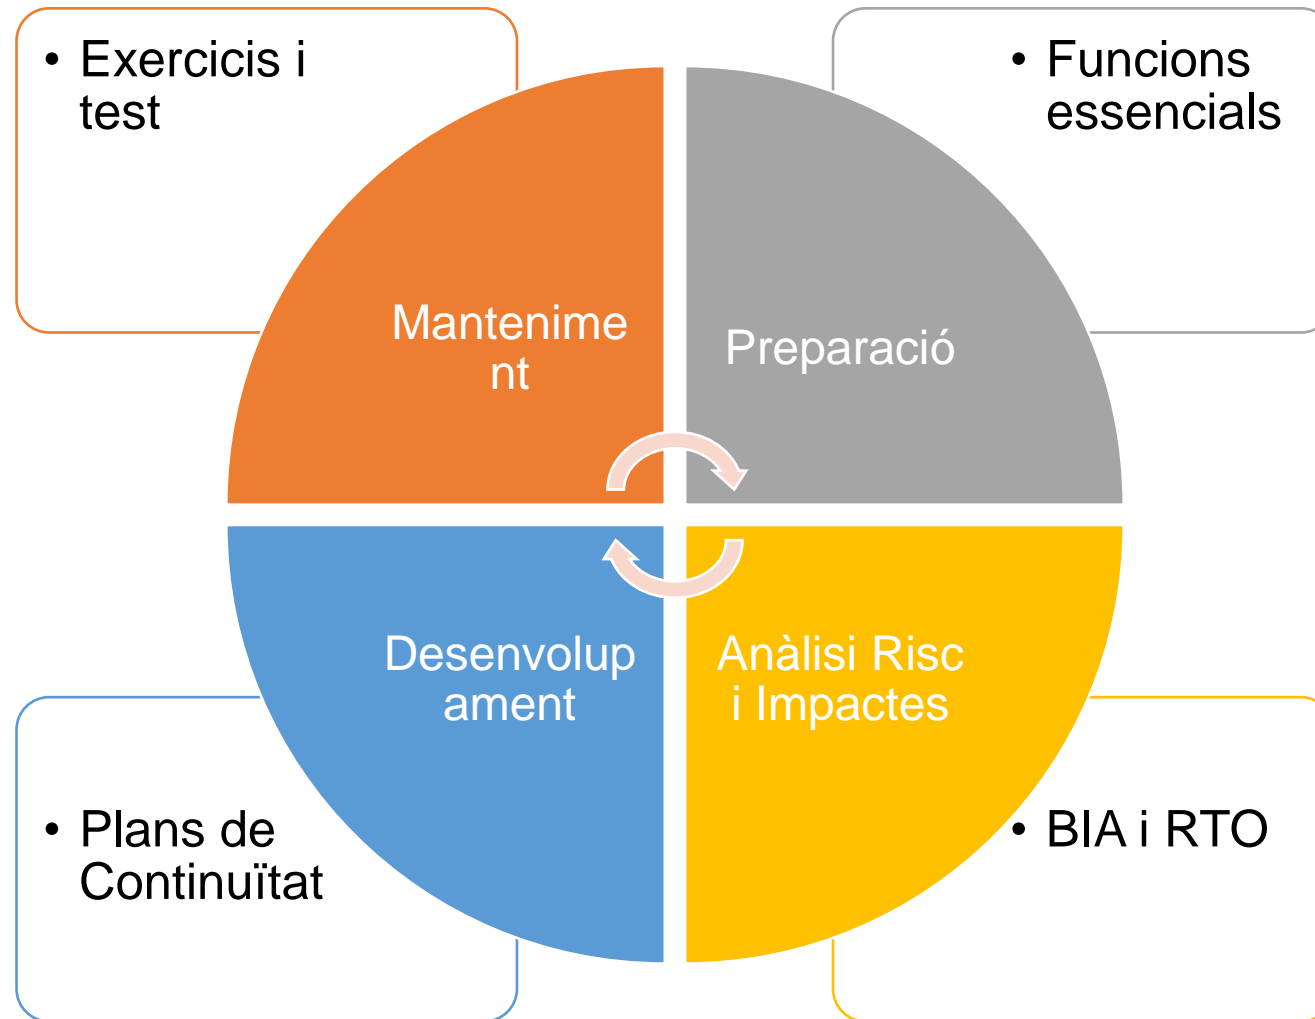 • Exercicis i
test
• Funcions
essencials
Mantenime
nt
Preparació
Desenvolup
ament
Anàlisi Risc
i Impactes
• Plans de
Continuïtat
• BIA i RTO